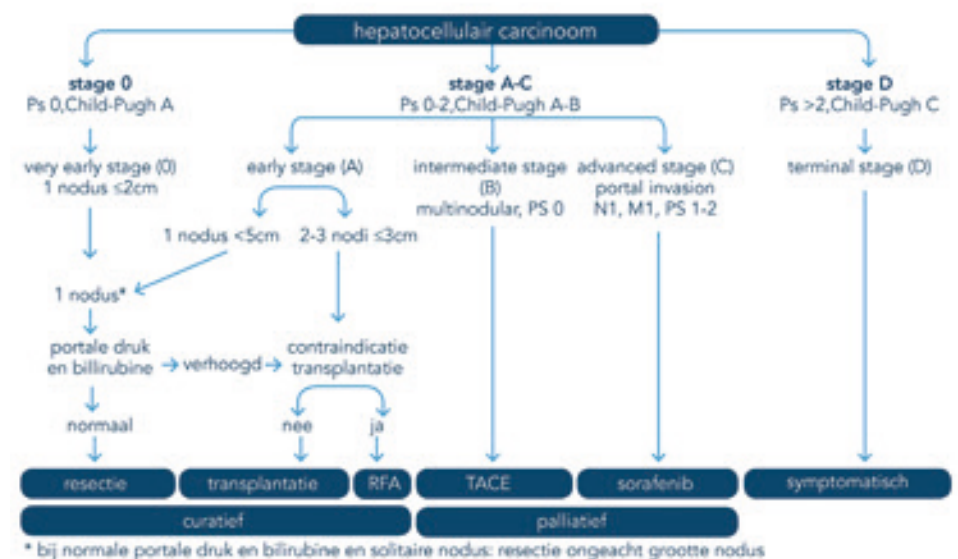 hepatocellulair carcinoom
stage 0
Ps 0,Child-Pugh A
stage A-C
Ps 0-2,Child-Pugh A-B
stage D
Ps >2,Child-Pugh C
very early stage (0)
1 nodus ≤2cm
early stage (A)
intermediate stage
(B)
multinodular, PS 0
advanced stage (C)
portal invasion
N1, M1, PS 1-2
terminal stage (D)
1 nodus <5cm
2-3 nodi ≤3cm
1 nodus*
portale druk
en billirubine
verhoogd
contraindicatie
transplantatie
normaal
nee
ja
resectie
transplantatie
RFA
TACE
sorafenib
symptomatisch
curatief
palliatief
* bij normale portale druk en bilirubine en solitaire nodus: resectie ongeacht grootte nodus